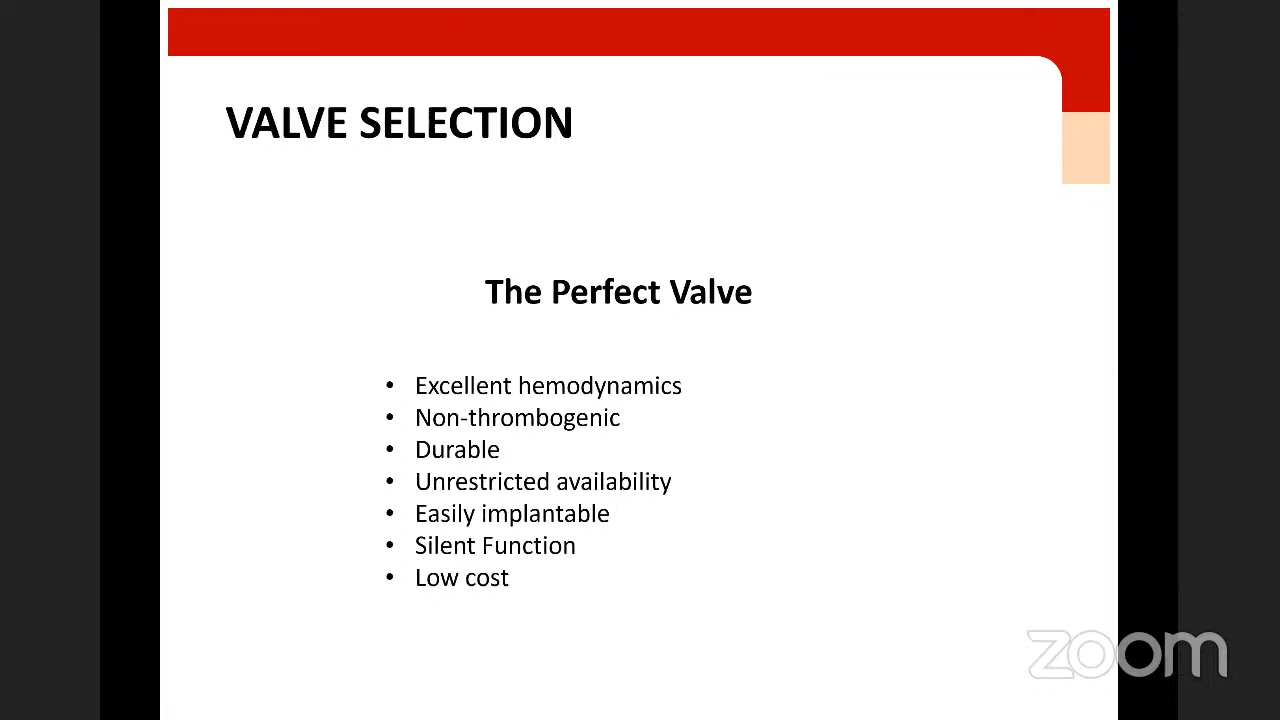 VALVE SELECTION
The Perfect Valve
• Excellent hemodynamics
• Non-thrombogenic
• Durable
• Unrestricted availability
• Easily implantable
• Silent Function
• Low cost
zoom